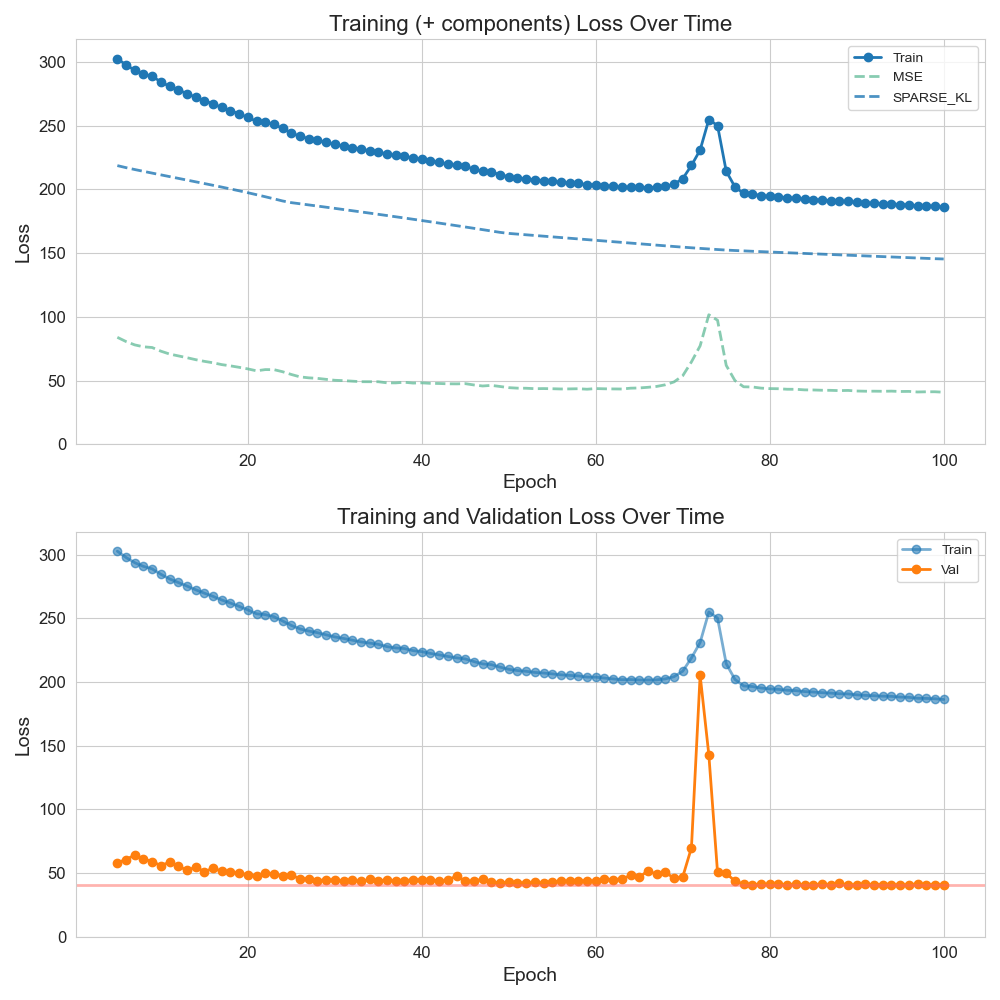 Training (+ components) Loss Over Time
Train
MSE
SPARSE_KL
300
250
200
150
100
50
0
Loss
20 40 60 80 100
Epoch
Training and Validation Loss Over Time
Train
Val
300
250
200
150
100
50
0
Loss
20 40 60 80 100
Epoch